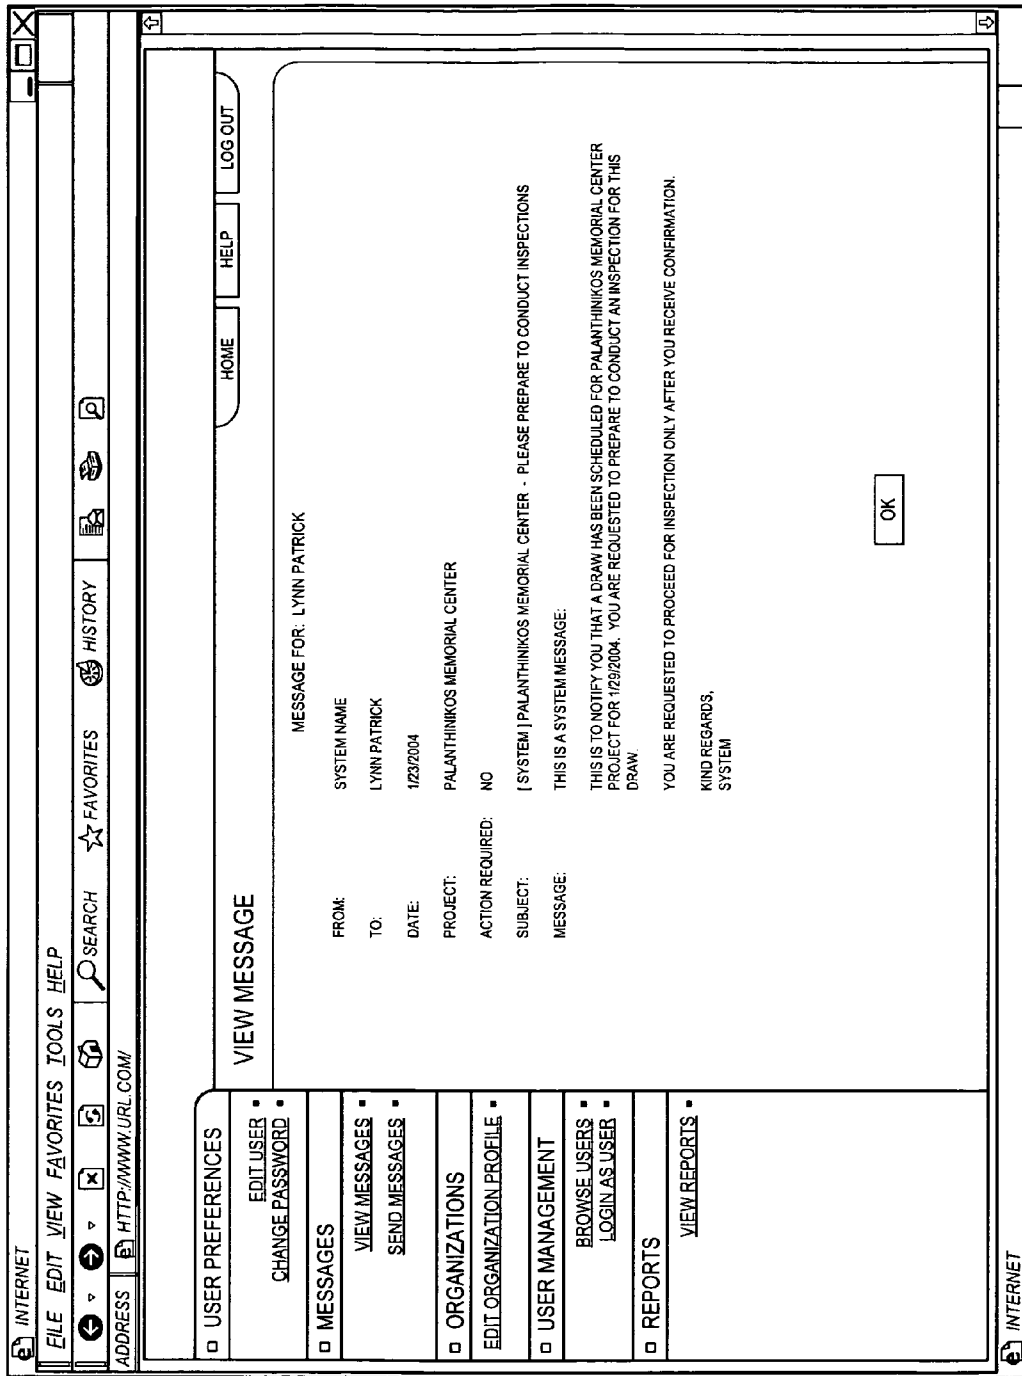 INTERNET
FILE EDIT VIEW FAVORITES TOOLS HELP
SEARCH FAVORITES HISTORY
ADDRESS HTTP://WWW.URL.COM/
HOME HELP LOG OUT
USER PREFERENCES
EDIT USER
CHANGE PASSWORD
MESSAGES
VIEW MESSAGES
SEND MESSAGES
ORGANIZATIONS
EDIT ORGANIZATION PROFILE
USER MANAGEMENT
BROWSE USERS
LOGIN AS USER
REPORTS
VIEW REPORTS
VIEW MESSAGE
MESSAGE FOR: LYNN PATRICK
FROM: SYSTEM NAME
TO: LYNN PATRICK
DATE: 1/23/2004
PROJECT: PALANTHINIKOS MEMORIAL CENTER
ACTION REQUIRED: NO
SUBJECT: [SYSTEM ] PALANTHINIKOS MEMORIAL CENTER - PLEASE PREPARE TO CONDUCT INSPECTIONS
MESSAGE: THIS IS A SYSTEM MESSAGE:
THIS IS TO NOTIFY YOU THAT A DRAW HAS BEEN SCHEDULED FOR PALANTHINIKOS MEMORIAL CENTER
PROJECT FOR 1/29/2004. YOU ARE REQUESTED TO PREPARE TO CONDUCT AN INSPECTION FOR THIS
DRAW.
YOU ARE REQUESTED TO PROCEED FOR INSPECTION ONLY AFTER YOU RECEIVE CONFIRMATION.
KIND REGARDS,
SYSTEM
OK
INTERNET